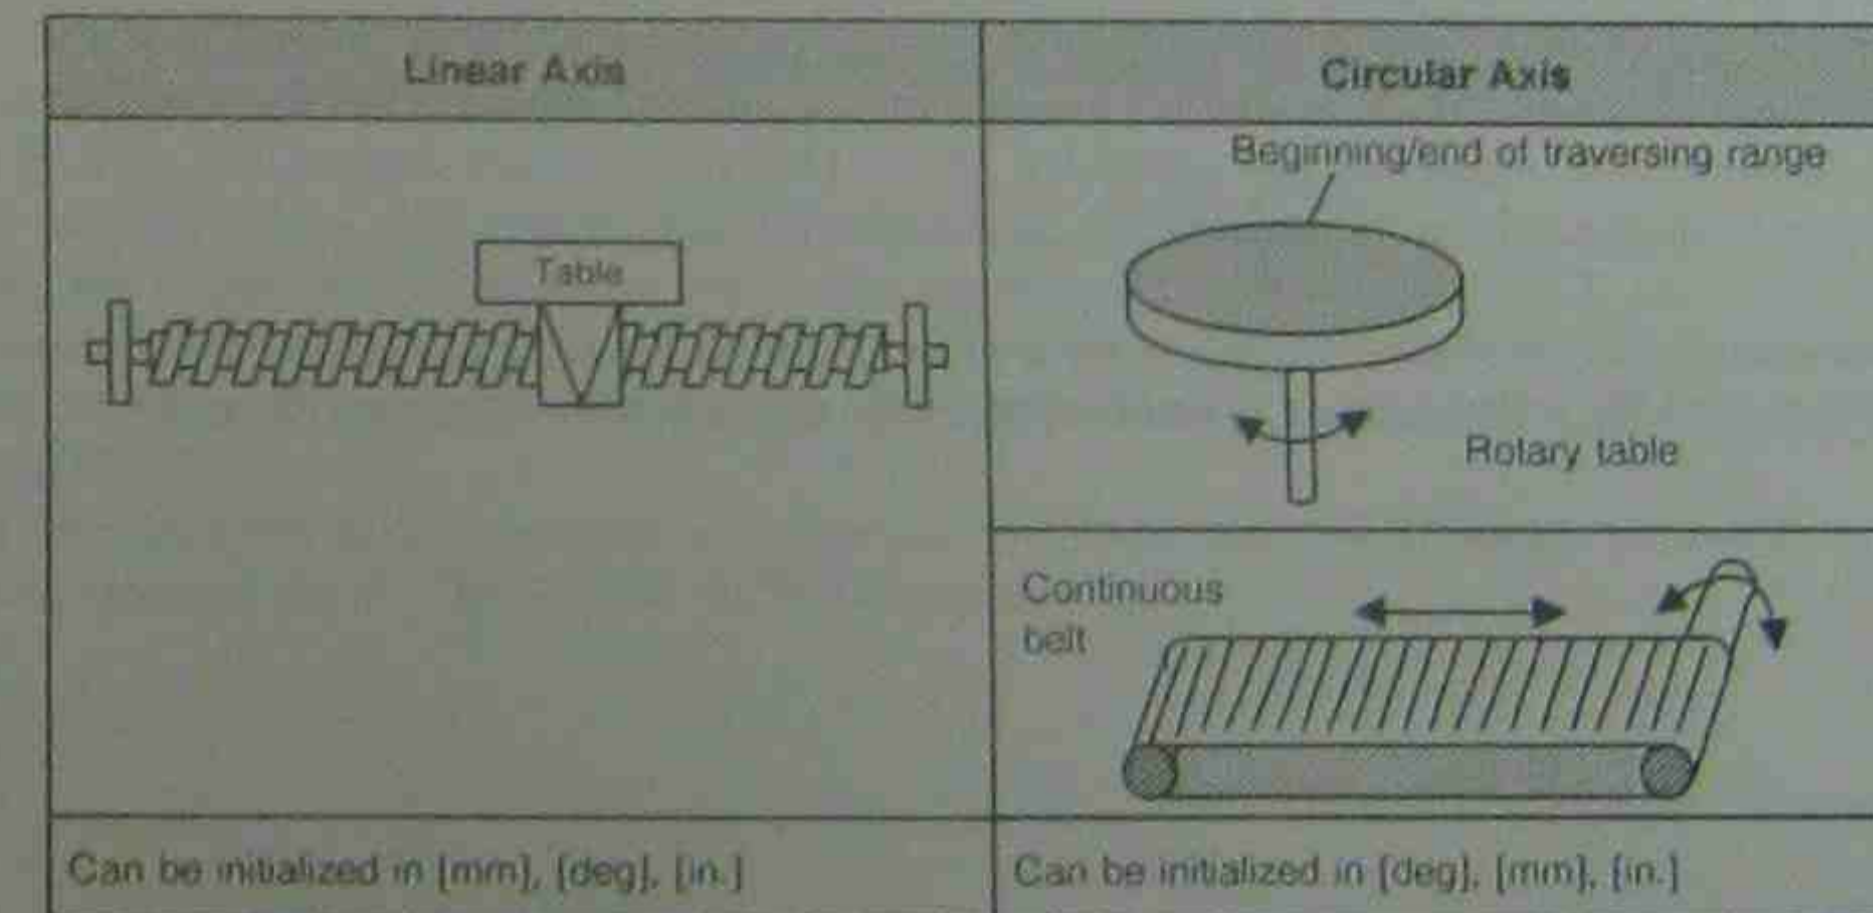 Linear Axis
Circular Axis
Beginning/end of traversing range
Table
Rotary table
Continuous
belt
Can be initialized in [mm], [deg], [in.]
Can be initialized in [deg], [mm], [in.]